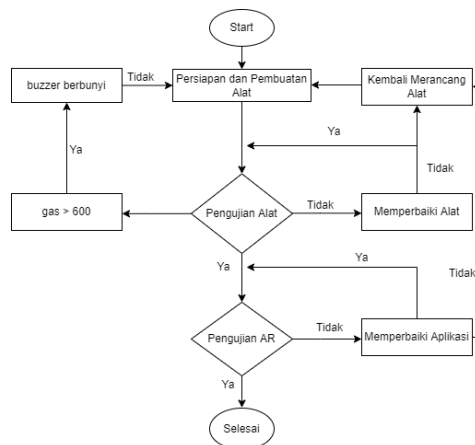 Start
buzzer berbunyi
Tidak
Persiapan dan Pembuatan
Alat
Kembali Merancang
Alat
Ya
Ya
Tidak
gas > 600
Pengujian Alat
Tidak
Memperbaiki Alat
Ya
Ya
Tidak
Pengujian AR
Tidak
Memperbaiki Aplikasi
Ya
Selesai